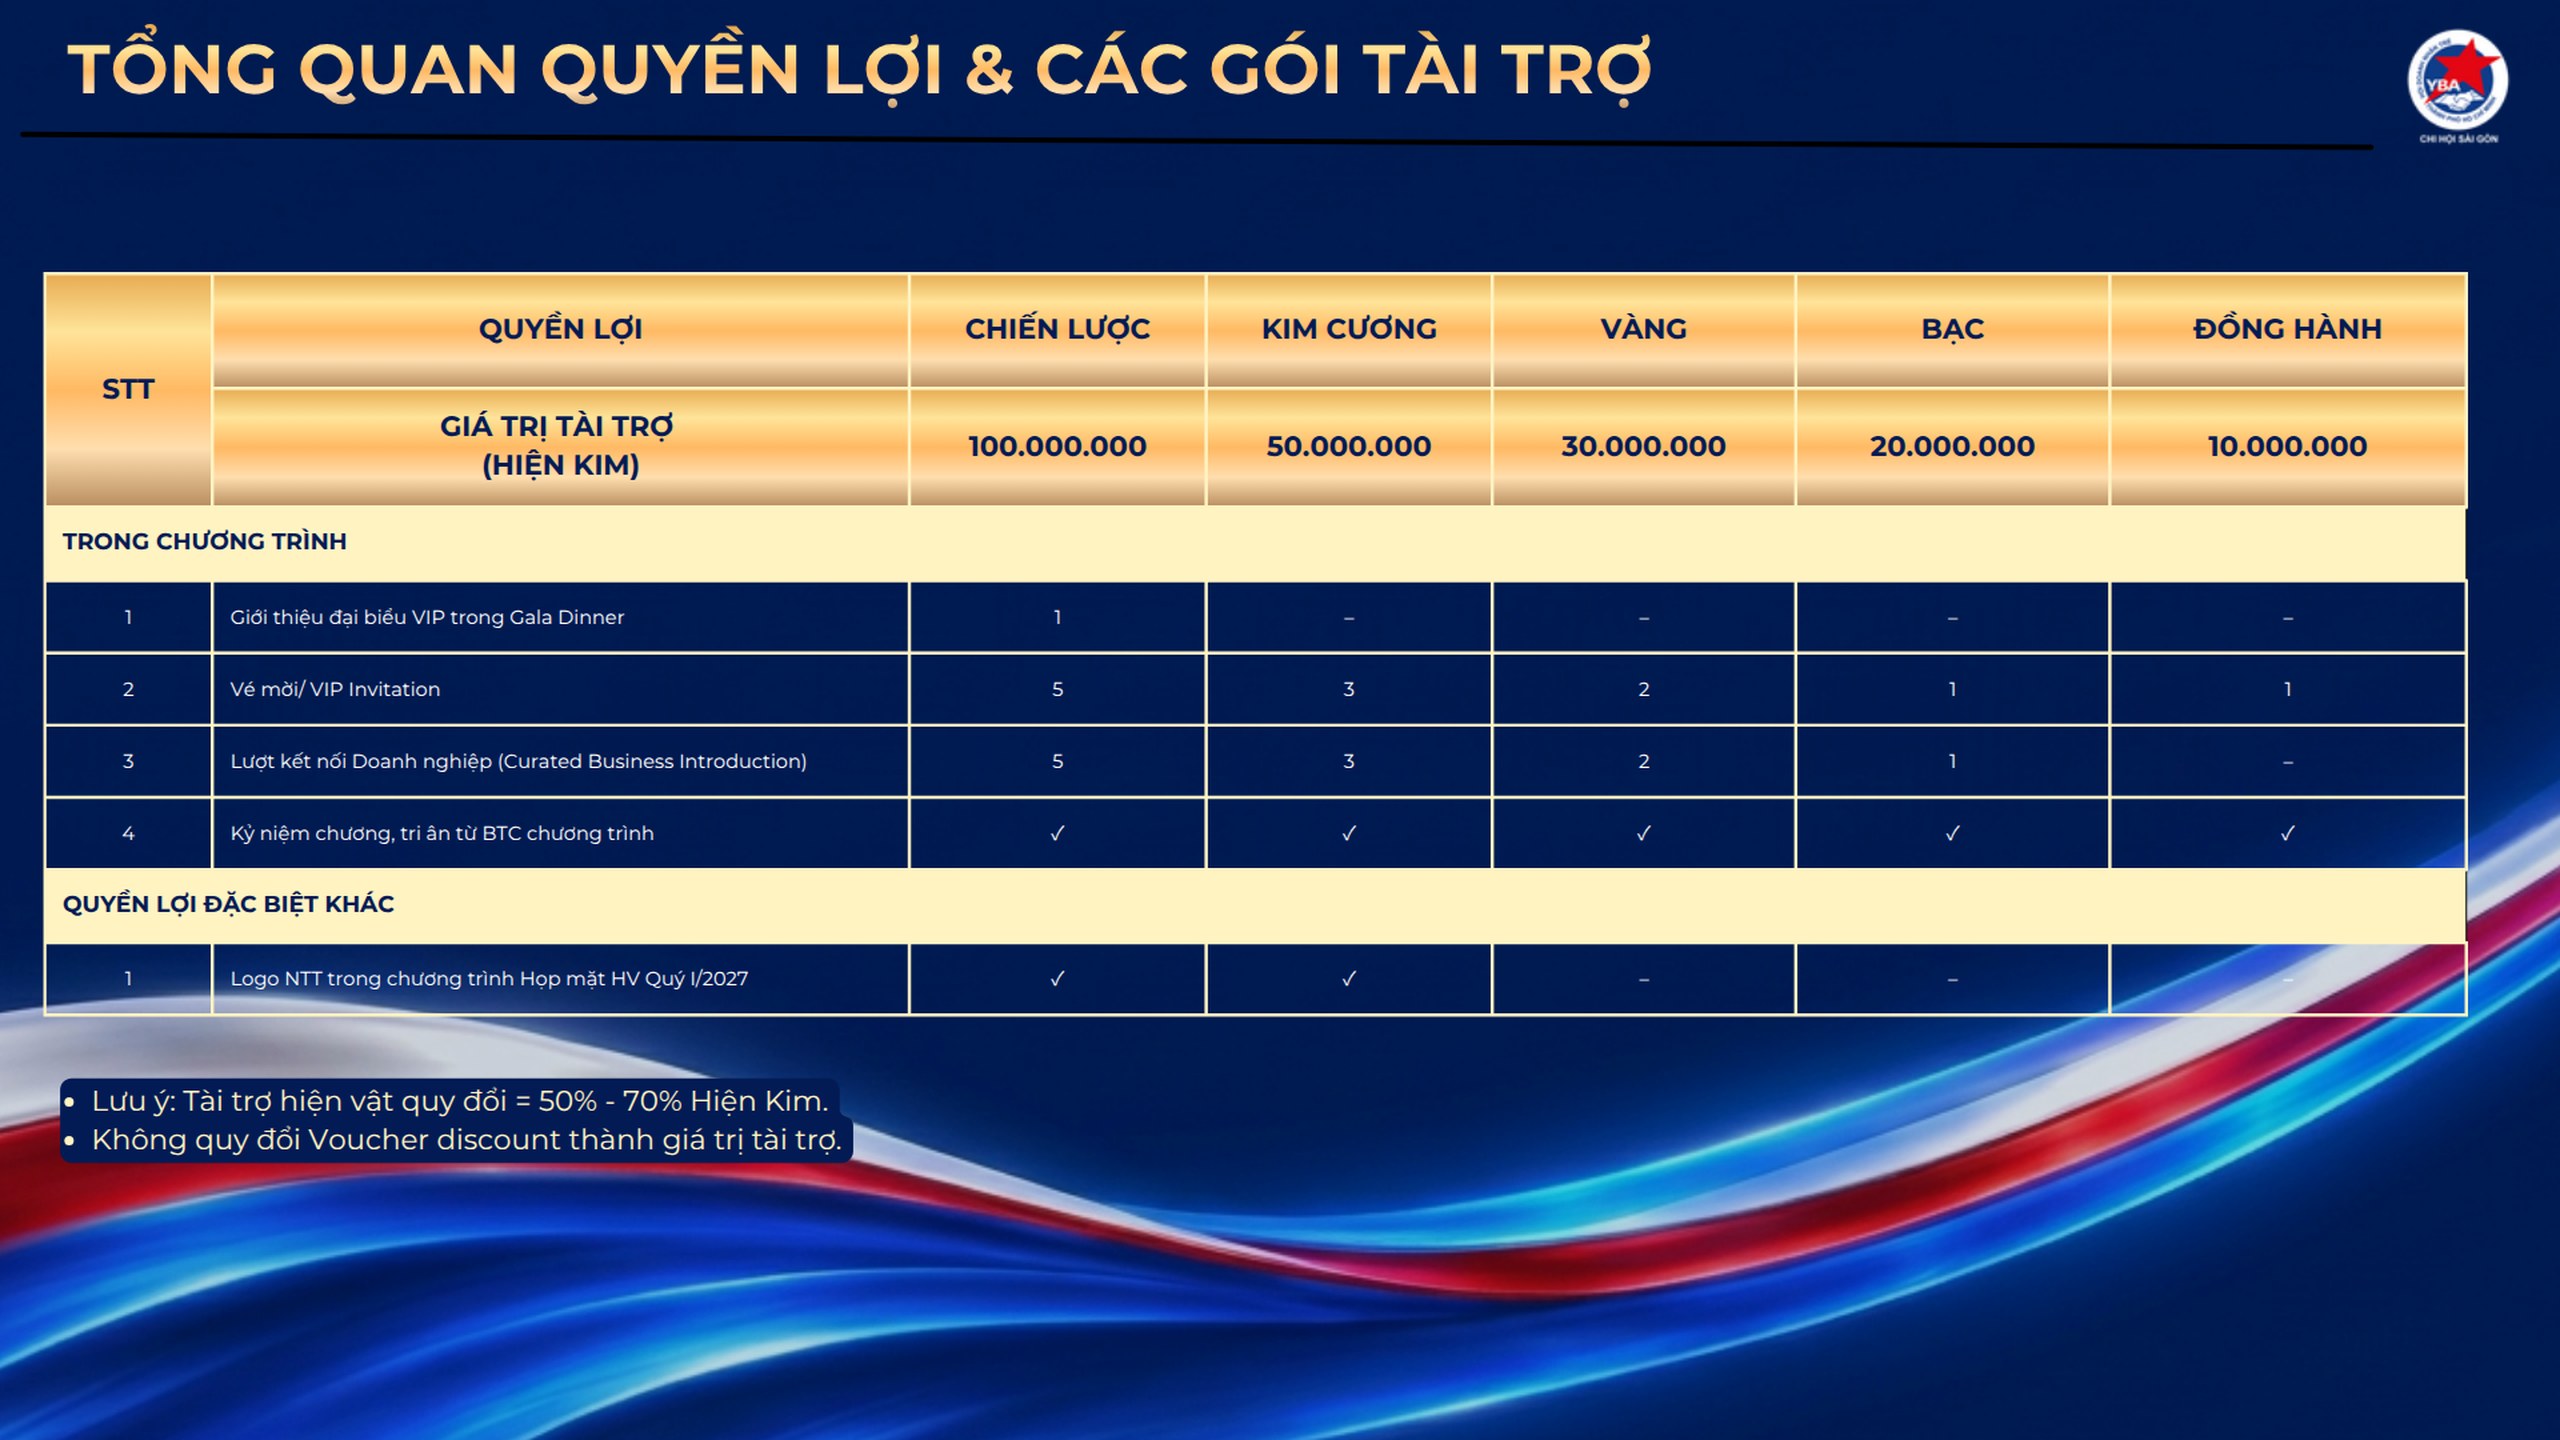 TỔNG QUAN QUYỀN LỢI & CÁC GÓI TÀI TRỢ
YBA
CHI HỘI SÀI GÒN
STT QUYỀN LỢI CHIẾN LƯỢC KIM CƯƠNG VÀNG BẠC ĐỒNG HÀNH
GIÁ TRỊ TÀI TRỢ
(HIỆN KIM) 100.000.000 50.000.000 30.000.000 20.000.000 10.000.000
TRONG CHƯƠNG TRÌNH
1 Giới thiệu đại biểu VIP trong Gala Dinner 1 – – – –
2 Vé mời/ VIP Invitation 5 3 2 1 1
3 Lượt kết nối Doanh nghiệp (Curated Business Introduction) 5 3 2 1 –
4 Kỷ niệm chương, tri ân từ BTC chương trình ✓ ✓ ✓ ✓ ✓
QUYỀN LỢI ĐẶC BIỆT KHÁC
1 Logo NTT trong chương trình Họp mặt HV Quý I/2027 ✓ ✓ – – –
• Lưu ý: Tài trợ hiện vật quy đổi = 50% - 70% Hiện Kim.
• Không quy đổi Voucher discount thành giá trị tài trợ.